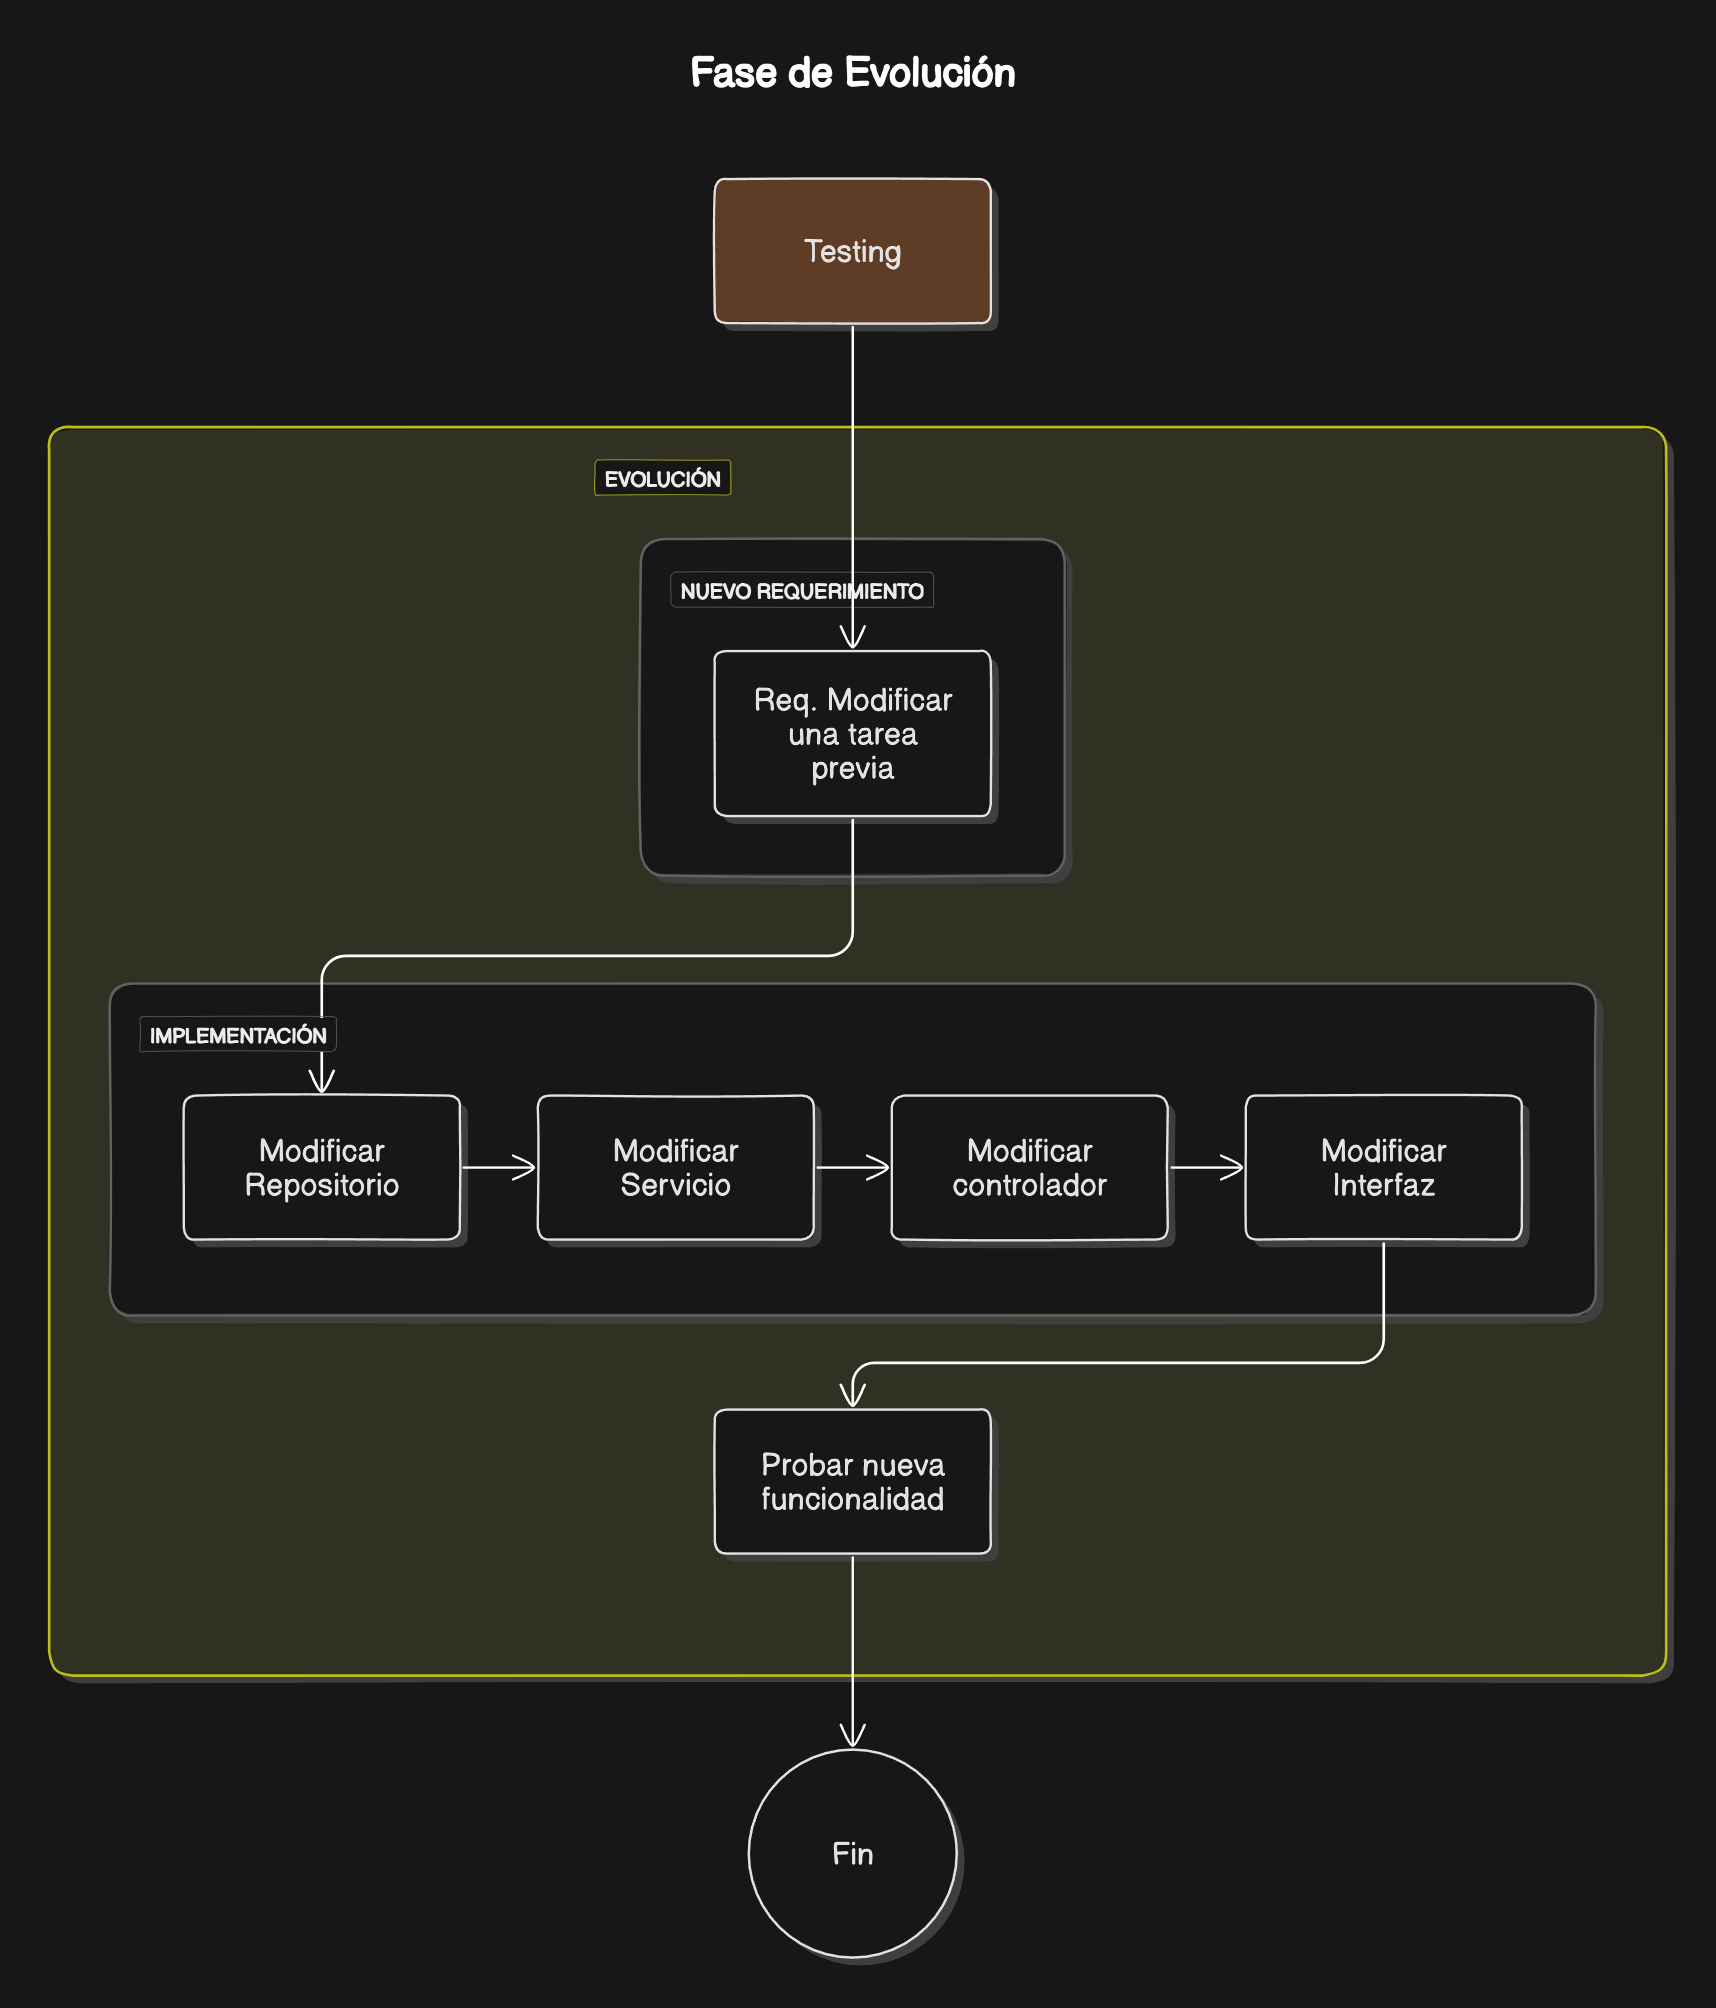 Fase de Evolución
Testing
EVOLUCIÓN
NUEVO REQUERIMIENTO
Req. Modificar
una tarea
previa
IMPLEMENTACIÓN
Modificar
Repositorio
Modificar
Servicio
Modificar
controlador
Modificar
Interfaz
Probar nueva
funcionalidad
Fin